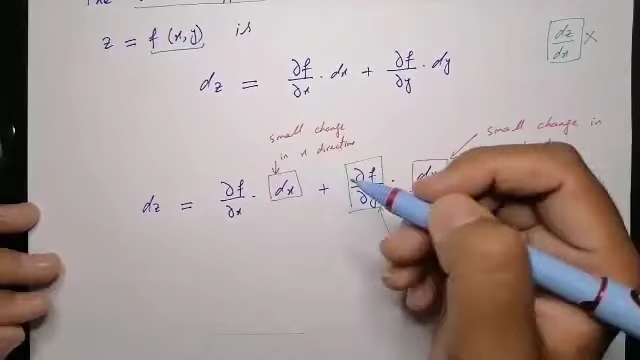 The
z = f (x,y) is
dz/dx ×
dz = ∂f/∂x . dx + ∂f/∂y . dy
small change
in x direction
small change in
dz = ∂f/∂x . dx + ∂f/∂y .